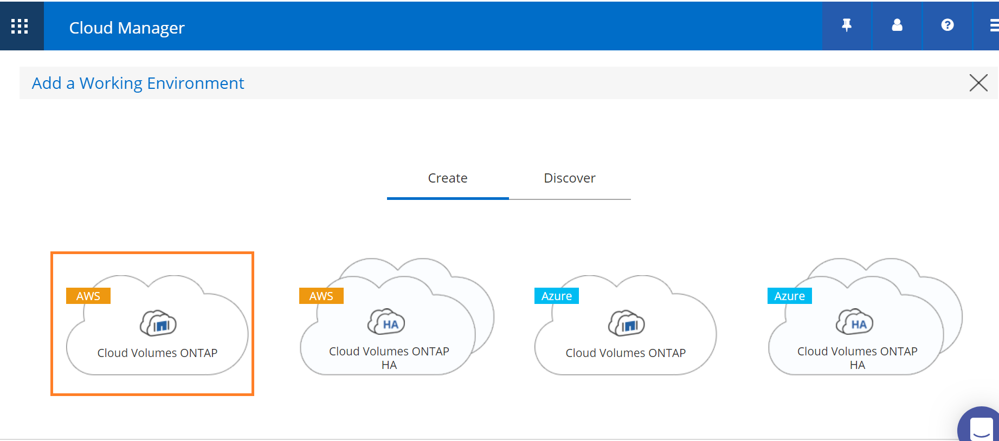 Cloud Manager
Add a Working Environment
Create
Discover
AWS
Cloud Volumes ONTAP
AWS
HA
Cloud Volumes ONTAP
HA
Azure
Cloud Volumes ONTAP
Azure
HA
Cloud Volumes ONTAP
HA